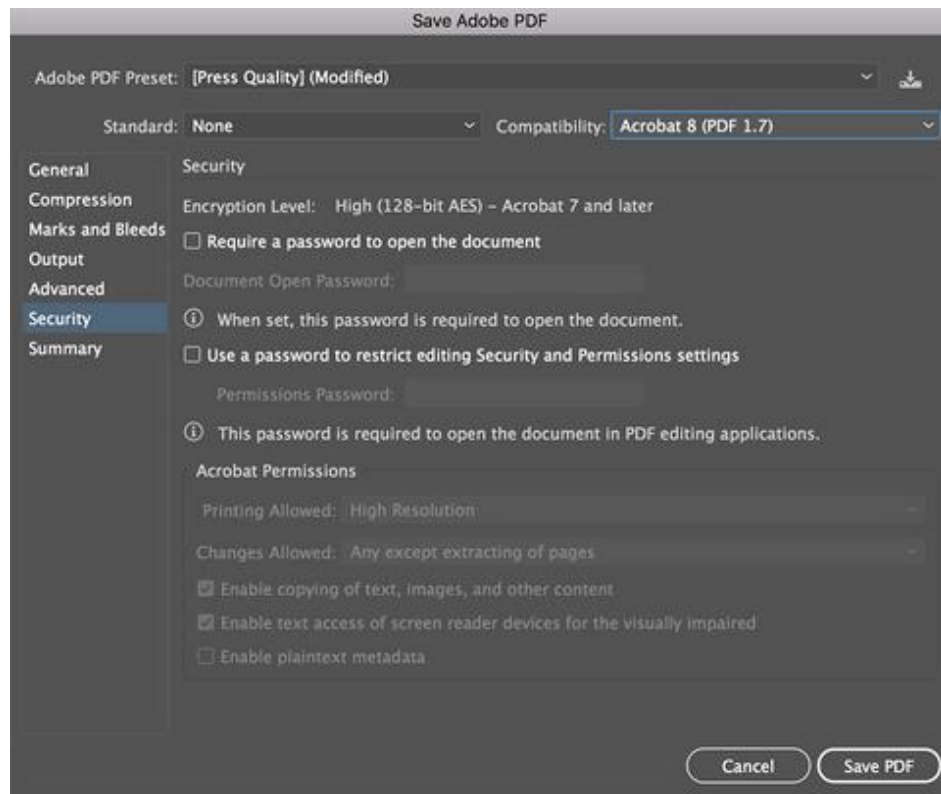 Save Adobe PDF
Adobe PDF Preset: [Press Quality] (Modified)
Standard: None Compatibility: Acrobat 8 (PDF 1.7)
General
Compression
Marks and Bleeds
Output
Advanced
Security
Summary
Security
Encryption Level: High (128-bit AES) – Acrobat 7 and later
Require a password to open the document
Document Open Password:
When set, this password is required to open the document.
Use a password to restrict editing Security and Permissions settings
Permissions Password:
This password is required to open the document in PDF editing applications.
Acrobat Permissions
Printing Allowed: High Resolution
Changes Allowed: Any except extracting of pages
Enable copying of text, images, and other content
Enable text access of screen reader devices for the visually impaired
Enable plaintext metadata
Cancel Save PDF